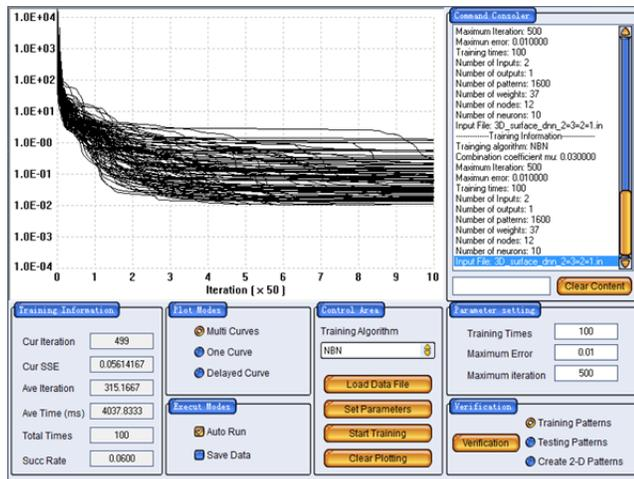 1.0E+04
1.0E+03
1.0E+02
1.0E+01
1.0E-00
1.0E-01
1.0E-02
1.0E-03
1.0E-04
0 1 2 3 4 5 6 7 8 9 10
Iteration [ × 50 ]
Command Consoler
Maximum Iteration: 500
Maximun error: 0.010000
Training times: 100
Number of Inputs: 2
Number of outputs: 1
Number of patterns: 1600
Number of weights: 37
Number of nodes: 12
Number of neurons: 10
Input File: 3D_surface_dnn_2=3=2=1.in
--------------Training Information--------------
Trainging algorithm: NBN
Combination coefficient mu: 0.030000
Maximum Iteration: 500
Maximun error: 0.010000
Training times: 100
Number of Inputs: 2
Number of outputs: 1
Number of patterns: 1600
Number of weights: 37
Number of nodes: 12
Number of neurons: 10
Input File: 3D_surface_dnn_2=3=2=1.in
Clear Content
Training Information
Cur Iteration 499
Cur SSE 0.05614167
Ave Iteration 315.1667
Ave Time (ms) 4037.8333
Total Times 100
Succ Rate 0.0600
Plot Modes
Multi Curves
One Curve
Delayed Curve
Execut Modes
Auto Run
Save Data
Control Area
Training Algorithm
NBN
Load Data File
Set Parameters
Start Training
Clear Plotting
Parameter setting
Training Times 100
Maximum Error 0.01
Maximum iteration 500
Verification
Verification
Training Patterns
Testing Patterns
Create 2-D Patterns